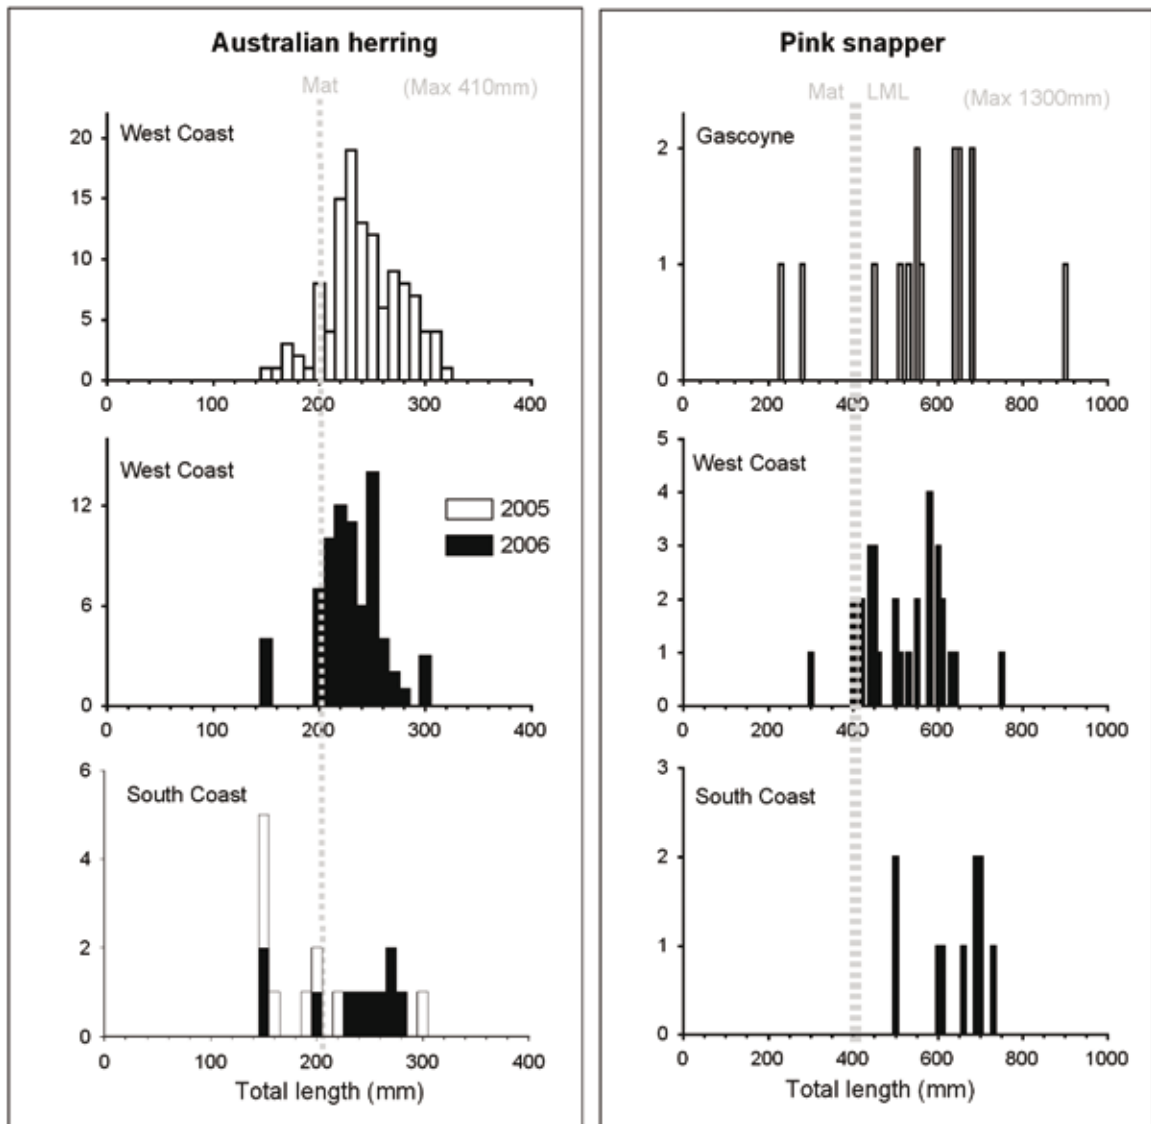 Australian herring
Mat (Max 410mm)
West Coast
20
15
10
5
0
0 100 200 300 400
West Coast
2005
2006
12
6
0
0 100 200 300 400
South Coast
6
4
2
0
0 100 200 300 400
Total length (mm)
Pink snapper
Mat LML (Max 1300mm)
Gascoyne
2
1
0
0 200 400 600 800 1000
West Coast
5
4
3
2
1
0
0 200 400 600 800 1000
South Coast
3
2
1
0
0 200 400 600 800 1000
Total length (mm)